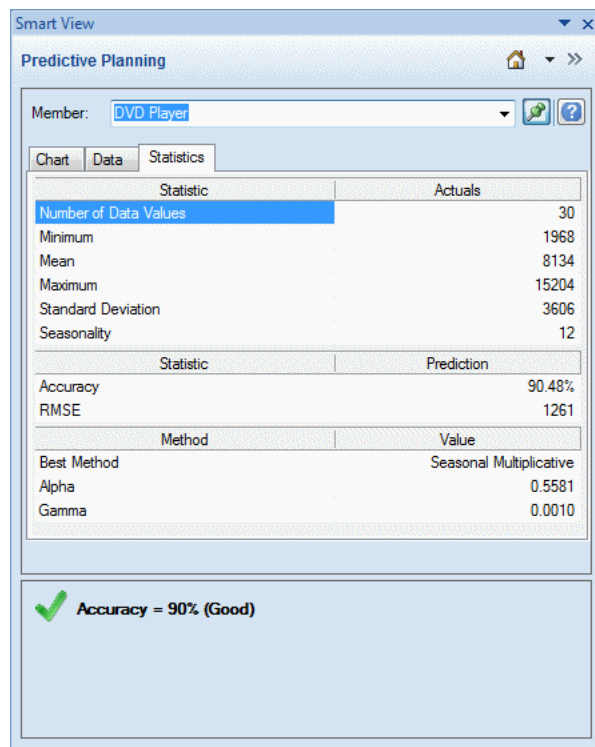 Smart View
Predictive Planning
Member: DVD Player
Chart Data Statistics
Statistic Actuals
Number of Data Values 30
Minimum 1968
Mean 8134
Maximum 15204
Standard Deviation 3606
Seasonality 12
Statistic Prediction
Accuracy 90.48%
RMSE 1261
Method Value
Best Method Seasonal Multiplicative
Alpha 0.5581
Gamma 0.0010
Accuracy = 90% (Good)